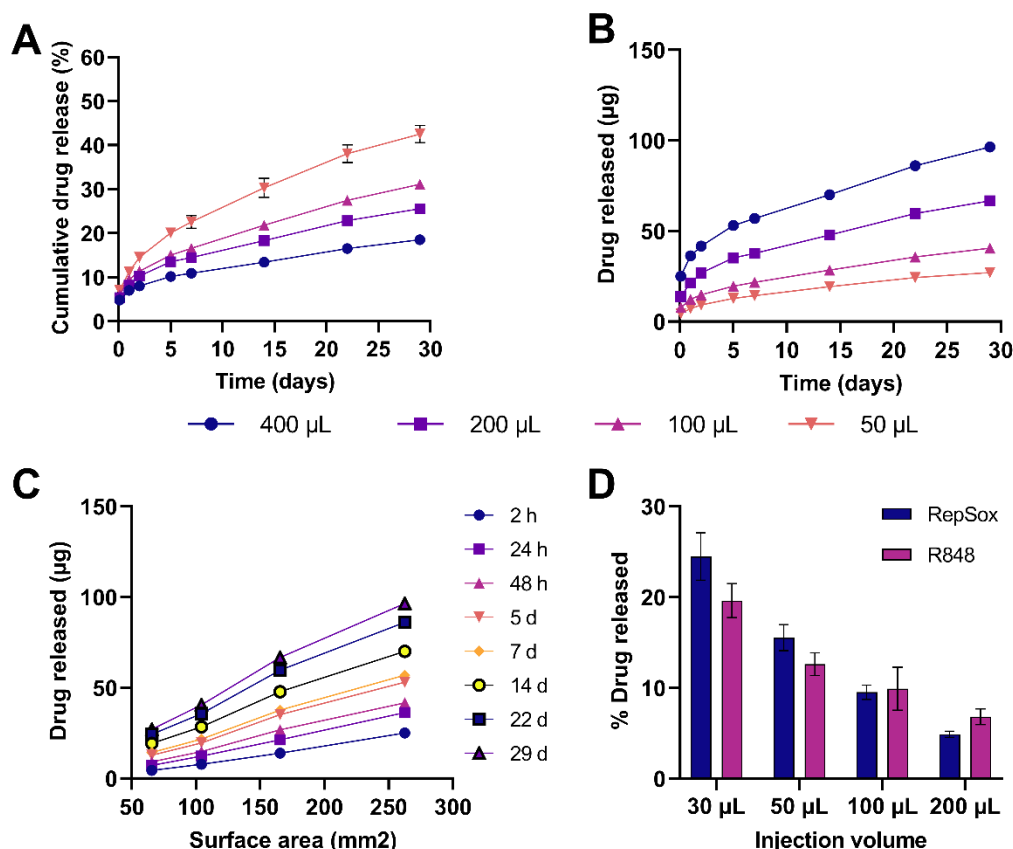 A
Cumulative drug release (%)
60
50
40
30
20
10
0
0 5 10 15 20 25 30
Time (days)
B
Drug released (μg)
150
100
50
0
0 5 10 15 20 25 30
Time (days)
400 μL 200 μL 100 μL 50 μL
C
Drug released (μg)
150
100
50
0
50 100 150 200 250 300
Surface area (mm2)
2 h
24 h
48 h
5 d
7 d
14 d
22 d
29 d
D
% Drug released
30
20
10
0
30 μL 50 μL 100 μL 200 μL
Injection volume
RepSox
R848